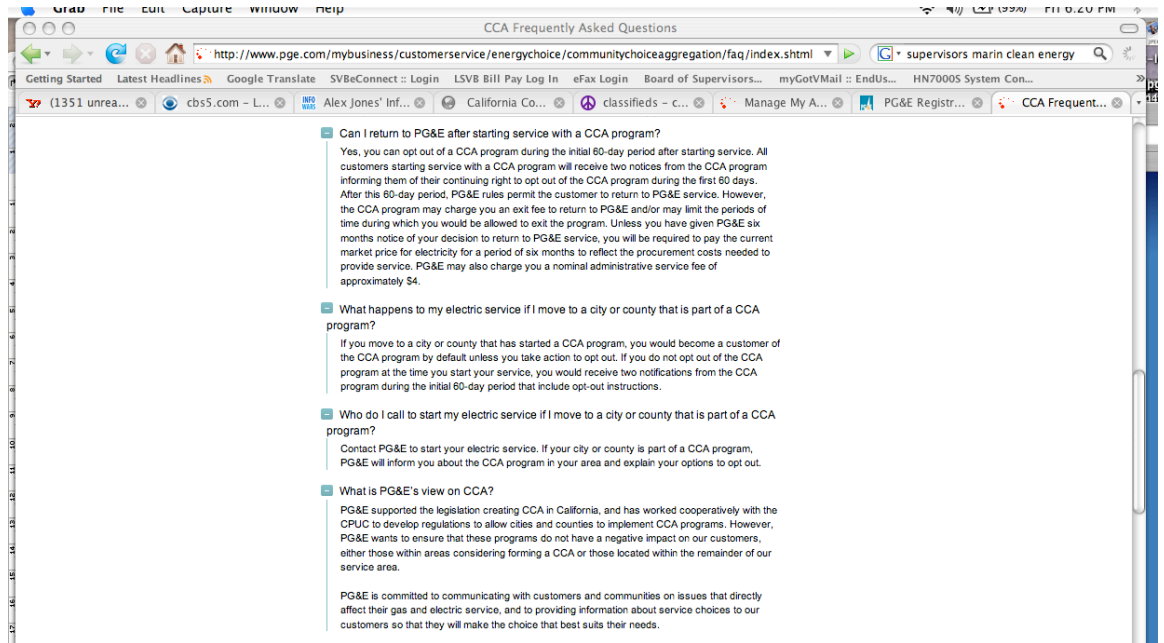 Grab File Edit Capture Window Help (99%) Fri 6:20 PM
CCA Frequently Asked Questions
http://www.pge.com/mybusiness/customerservice/energychoice/communitychoiceaggregation/faq/index.shtml G supervisors marin clean energy
Getting Started Latest Headlines Google Translate SVBeConnect :: Login LSVB Bill Pay Log In eFax Login Board of Supervisors... myGotVMail :: EndUs... HN7000S System Con... »
(1351 unrea... cbs5.com – L... INFO WARS Alex Jones' Inf... California Co... classifieds – c... Manage My A... PG&E Registr... CCA Frequent...
Can I return to PG&E after starting service with a CCA program?
Yes, you can opt out of a CCA program during the initial 60-day period after starting service. All
customers starting service with a CCA program will receive two notices from the CCA program
informing them of their continuing right to opt out of the CCA program during the first 60 days.
After this 60-day period, PG&E rules permit the customer to return to PG&E service. However,
the CCA program may charge you an exit fee to return to PG&E and/or may limit the periods of
time during which you would be allowed to exit the program. Unless you have given PG&E six
months notice of your decision to return to PG&E service, you will be required to pay the current
market price for electricity for a period of six months to reflect the procurement costs needed to
provide service. PG&E may also charge you a nominal administrative service fee of
approximately $4.
What happens to my electric service if I move to a city or county that is part of a CCA
program?
If you move to a city or county that has started a CCA program, you would become a customer of
the CCA program by default unless you take action to opt out. If you do not opt out of the CCA
program at the time you start your service, you would receive two notifications from the CCA
program during the initial 60-day period that include opt-out instructions.
Who do I call to start my electric service if I move to a city or county that is part of a CCA
program?
Contact PG&E to start your electric service. If your city or county is part of a CCA program,
PG&E will inform you about the CCA program in your area and explain your options to opt out.
What is PG&E's view on CCA?
PG&E supported the legislation creating CCA in California, and has worked cooperatively with the
CPUC to develop regulations to allow cities and counties to implement CCA programs. However,
PG&E wants to ensure that these programs do not have a negative impact on our customers,
either those within areas considering forming a CCA or those located within the remainder of our
service area.
PG&E is committed to communicating with customers and communities on issues that directly
affect their gas and electric service, and to providing information about service choices to our
customers so that they will make the choice that best suits their needs.